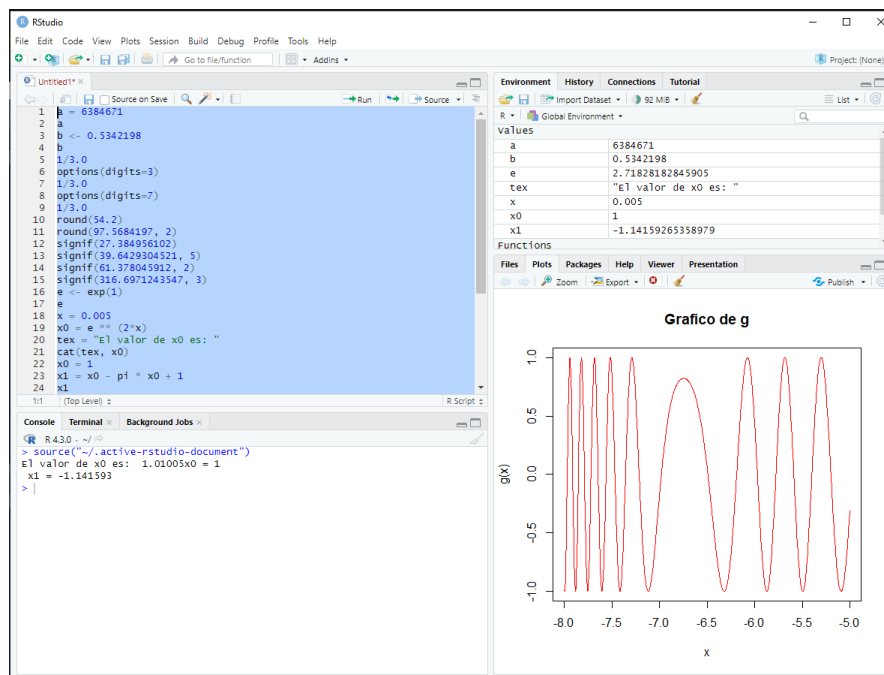 RStudio
File Edit Code View Plots Session Build Debug Profile Tools Help
Go to file/function Addins Project: (None)
Untitled1*
Source on Save Run Source
1 a = 6384671
2 a
3 b <- 0.5342198
4 b
5 1/3.0
6 options(digits=3)
7 1/3.0
8 options(digits=7)
9 1/3.0
10 round(54.2)
11 round(97.5684197, 2)
12 signif(27.384956102)
13 signif(39.6429304521, 5)
14 signif(61.378045912, 2)
15 signif(316.6971243547, 3)
16 e <- exp(1)
17 e
18 x = 0.005
19 x0 = e ** (2*x)
20 tex = "El valor de x0 es: "
21 cat(tex, x0)
22 x0 = 1
23 x1 = x0 - pi * x0 + 1
24 x1
1:1 (Top Level) R Script
Console Terminal Background Jobs
R 4.3.0 · ~/
> source("~/.active-rstudio-document")
El valor de x0 es:  1.01005x0 = 1
 x1 = -1.141593
>
Environment History Connections Tutorial
Import Dataset 92 MiB List
R Global Environment
Values
a 6384671
b 0.5342198
e 2.71828182845905
tex "El valor de x0 es: "
x 0.005
x0 1
x1 -1.14159265358979
Functions
Files Plots Packages Help Viewer Presentation
Zoom Export Publish
Grafico de g
g(x)
1.0
0.5
0.0
-0.5
-1.0
-8.0 -7.5 -7.0 -6.5 -6.0 -5.5 -5.0
x